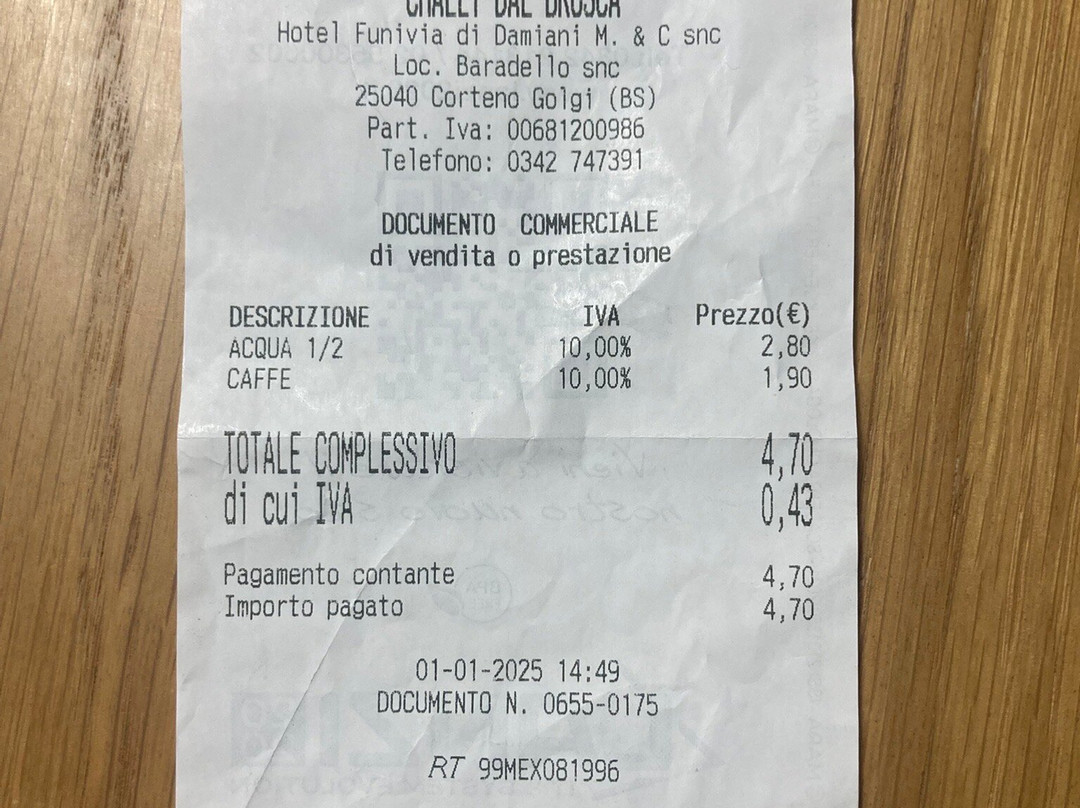 CHALET DAL BRUSCA
Hotel Funivia di Damiani M. & C snc
Loc. Baradello snc
25040 Corteno Golgi (BS)
Part. Iva: 00681200986
Telefono: 0342 747391
DOCUMENTO COMMERCIALE
di vendita o prestazione
DESCRIZIONE IVA Prezzo(€)
ACQUA 1/2 10,00% 2,80
CAFFE 10,00% 1,90
TOTALE COMPLESSIVO 4,70
di cui IVA 0,43
Pagamento contante 4,70
Importo pagato 4,70
01-01-2025 14:49
DOCUMENTO N. 0655-0175
RT 99MEX081996